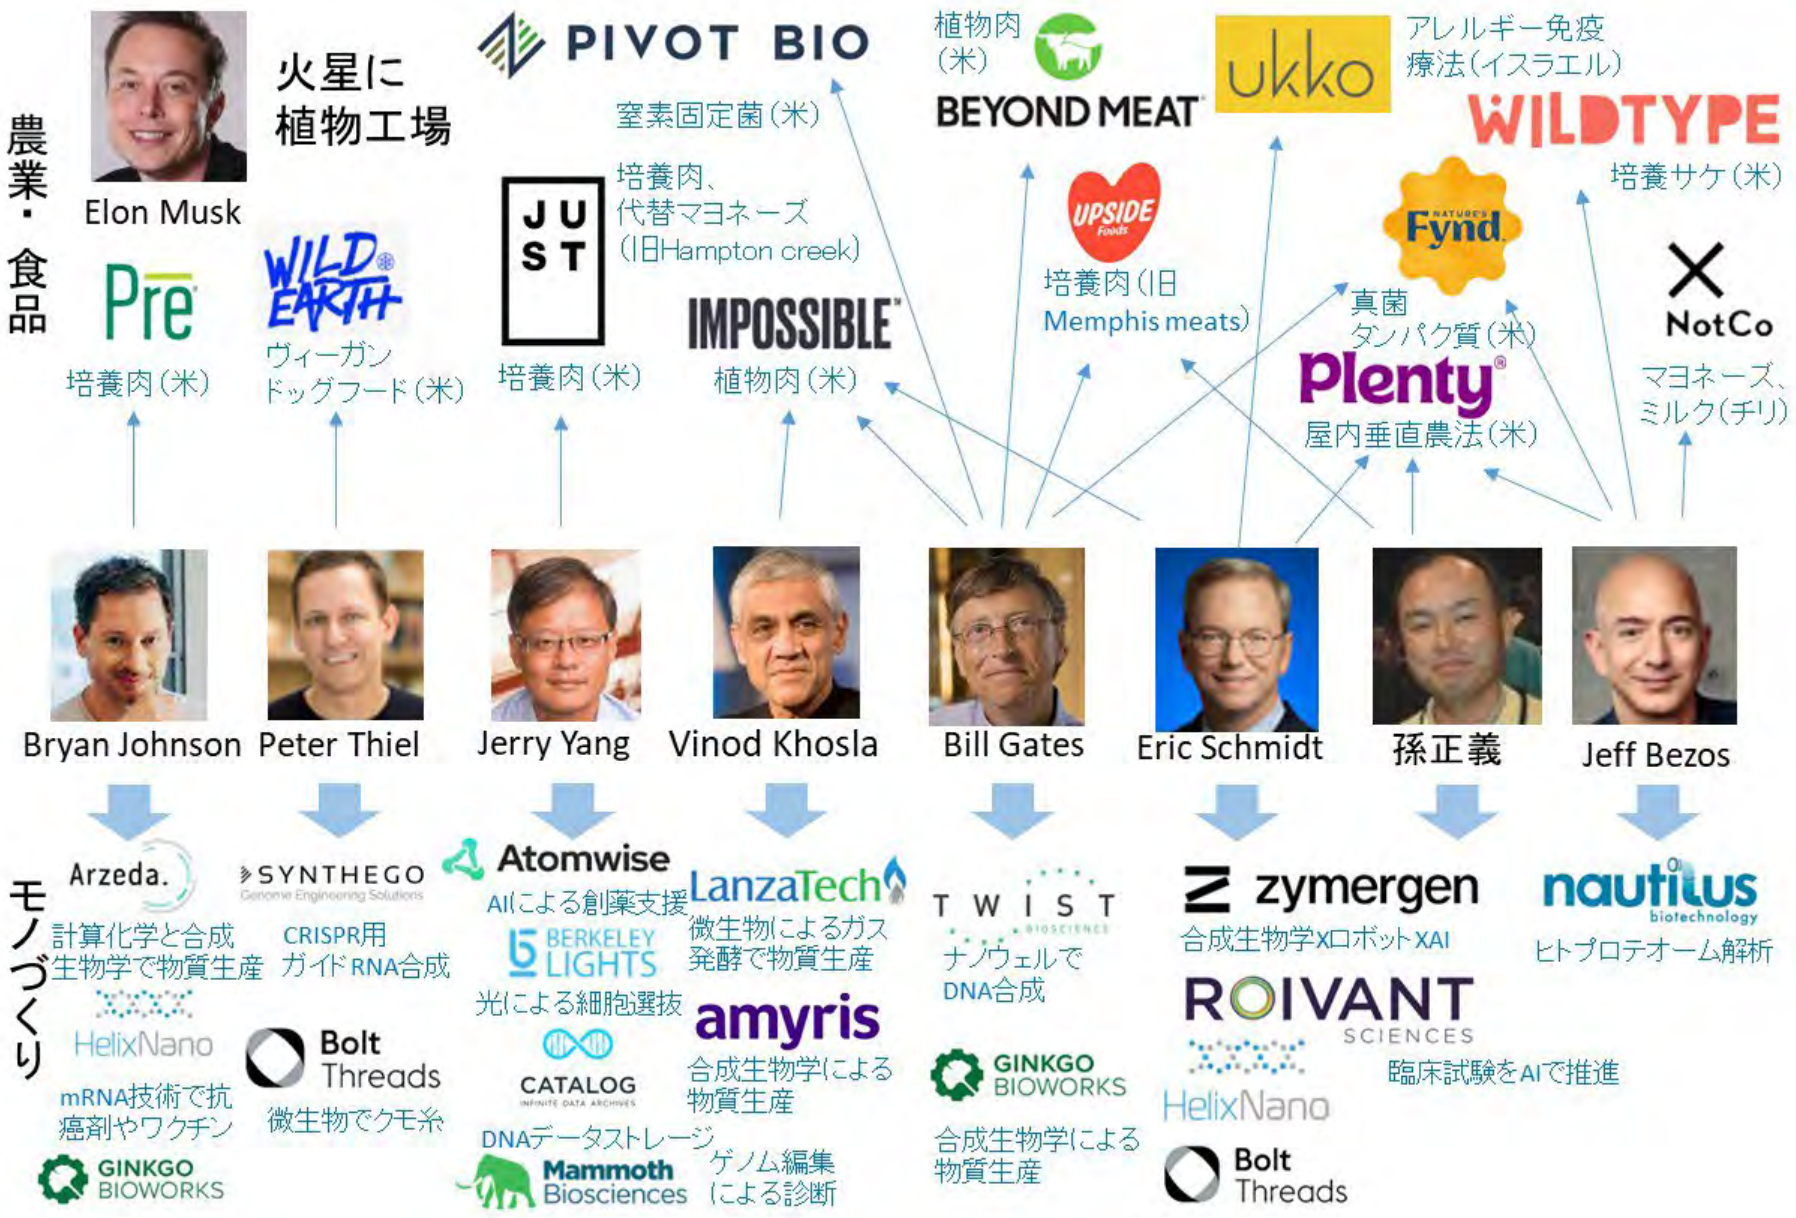 農業・食品
Elon Musk
火星に
植物工場
PIVOT BIO
窒素固定菌(米)
植物肉
(米)
BEYOND MEAT
ukko
アレルギー免疫
療法(イスラエル)
WILDTYPE
培養サケ(米)
Pre
培養肉(米)
WILD
EARTH
ヴィーガン
ドッグフード(米)
JU
ST
培養肉、
代替マヨネーズ
(旧Hampton creek)
培養肉(米)
IMPOSSIBLE™
植物肉(米)
UPSIDE
Foods
培養肉(旧
Memphis meats)
NATURE'S
Fynd
真菌
タンパク質(米)
Plenty®
屋内垂直農法(米)
NotCo
マヨネーズ、
ミルク(チリ)
Bryan Johnson
Peter Thiel
Jerry Yang
Vinod Khosla
Bill Gates
Eric Schmidt
孫正義
Jeff Bezos
モノづくり
Arzeda.
計算化学と合成
生物学で物質生産
HelixNano
mRNA技術で抗
癌剤やワクチン
GINKGO
BIOWORKS
SYNTHEGO
Genome Engineering Solutions
CRISPR用
ガイドRNA合成
Bolt
Threads
微生物でクモ糸
Atomwise
AIによる創薬支援
BERKELEY
LIGHTS
光による細胞選抜
CATALOG
INFINITE DATA ARCHIVES
DNAデータストレージ
Mammoth
Biosciences
ゲノム編集
による診断
LanzaTech
微生物によるガス
発酵で物質生産
amyris
合成生物学による
物質生産
TWIST
BIOSCIENCE
ナノウェルで
DNA合成
GINKGO
BIOWORKS
合成生物学による
物質生産
zymergen
合成生物学XロボットXAI
ROIVANT
SCIENCES
臨床試験をAIで推進
HelixNano
Bolt
Threads
nautilus
biotechnology
ヒトプロテオーム解析